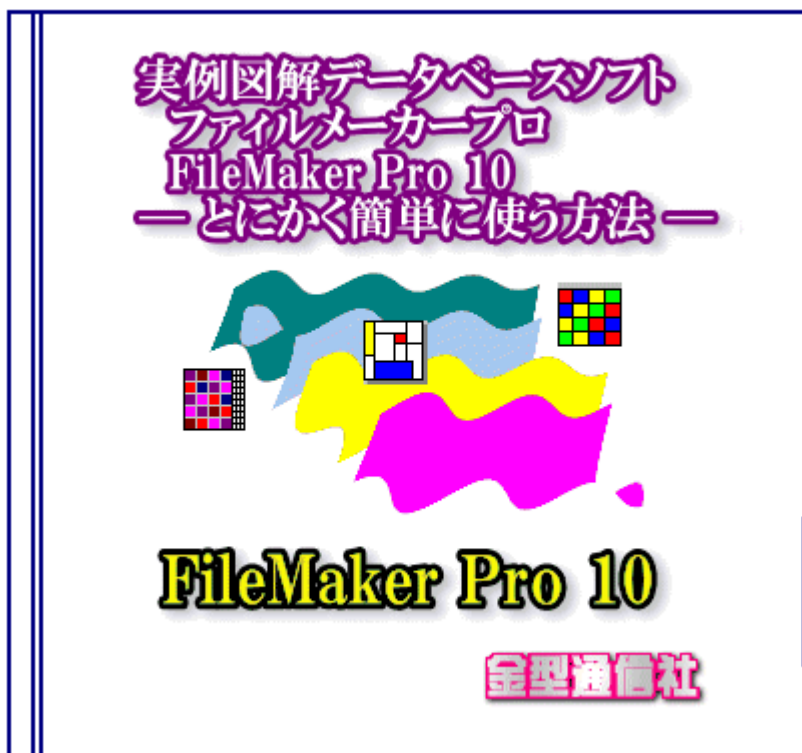 実例図解データベースソフト
ファィルメーカープロ
FileMaker Pro 10
― とにかく簡単に使う方法 ―
FileMaker Pro 10
金型通信社